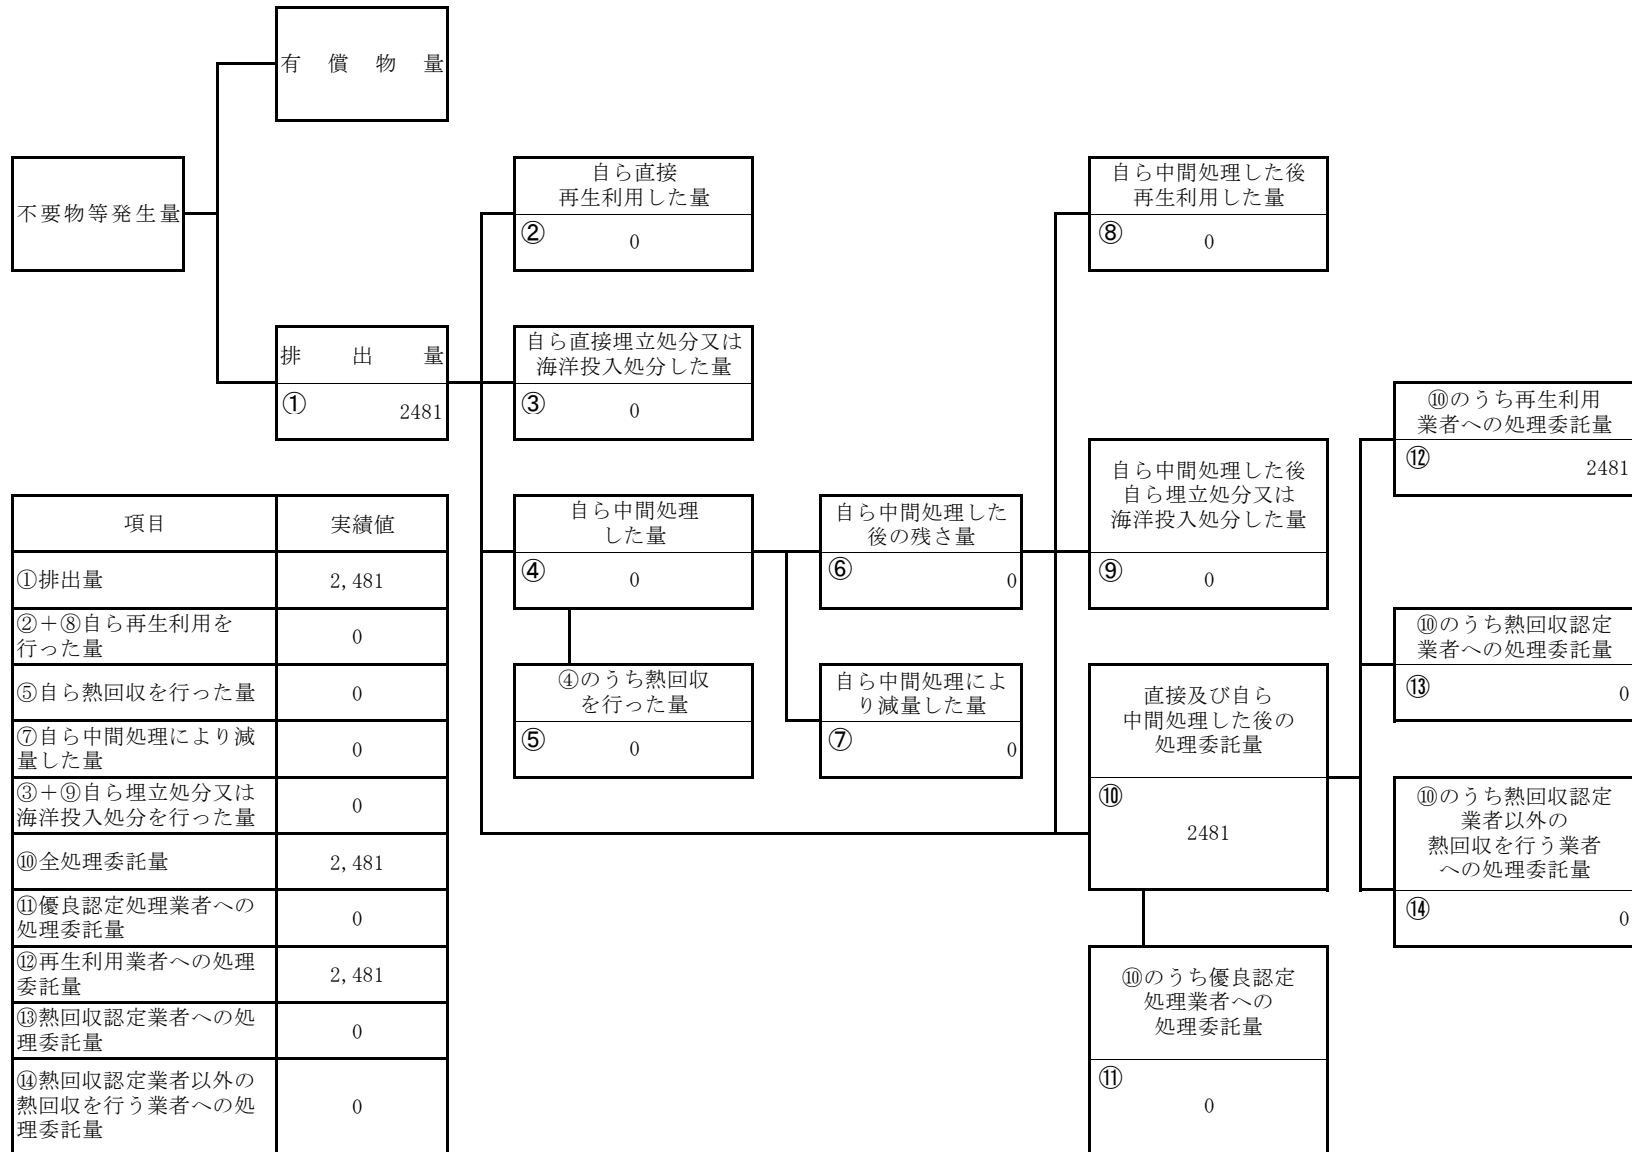 有償物量
不要物等発生量
排出量
① 2481
自ら直接
再生利用した量
② 0
自ら直接埋立処分又は
海洋投入処分した量
③ 0
自ら中間処理
した量
④ 0
④のうち熱回収
を行った量
⑤ 0
自ら中間処理した
後の残さ量
⑥ 0
自ら中間処理によ
り減量した量
⑦ 0
自ら中間処理した後
再生利用した量
⑧ 0
自ら中間処理した後
自ら埋立処分又は
海洋投入処分した量
⑨ 0
直接及び自ら
中間処理した後の
処理委託量
⑩
2481
⑩のうち優良認定
処理業者への
処理委託量
⑪
0
⑩のうち再生利用
業者への処理委託量
⑫ 2481
⑩のうち熱回収認定
業者への処理委託量
⑬ 0
⑩のうち熱回収認定
業者以外の
熱回収を行う業者
への処理委託量
⑭ 0
項目 実績値
①排出量 2,481
②＋⑧自ら再生利用を
行った量 0
⑤自ら熱回収を行った量 0
⑦自ら中間処理により減
量した量 0
③＋⑨自ら埋立処分又は
海洋投入処分を行った量 0
⑩全処理委託量 2,481
⑪優良認定処理業者への
処理委託量 0
⑫再生利用業者への処理
委託量 2,481
⑬熱回収認定業者への処
理委託量 0
⑭熱回収認定業者以外の
熱回収を行う業者への処
理委託量 0